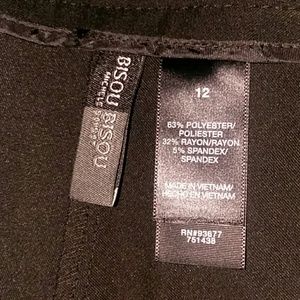 BISOU BISOU
MICHELE
12
63% POLYESTER/
POLIESTER
32% RAYON/RAYON
5% SPANDEX/
SPANDEX
MADE IN VIETNAM/
HECHO EN VIETNAM
RN#93677
751438